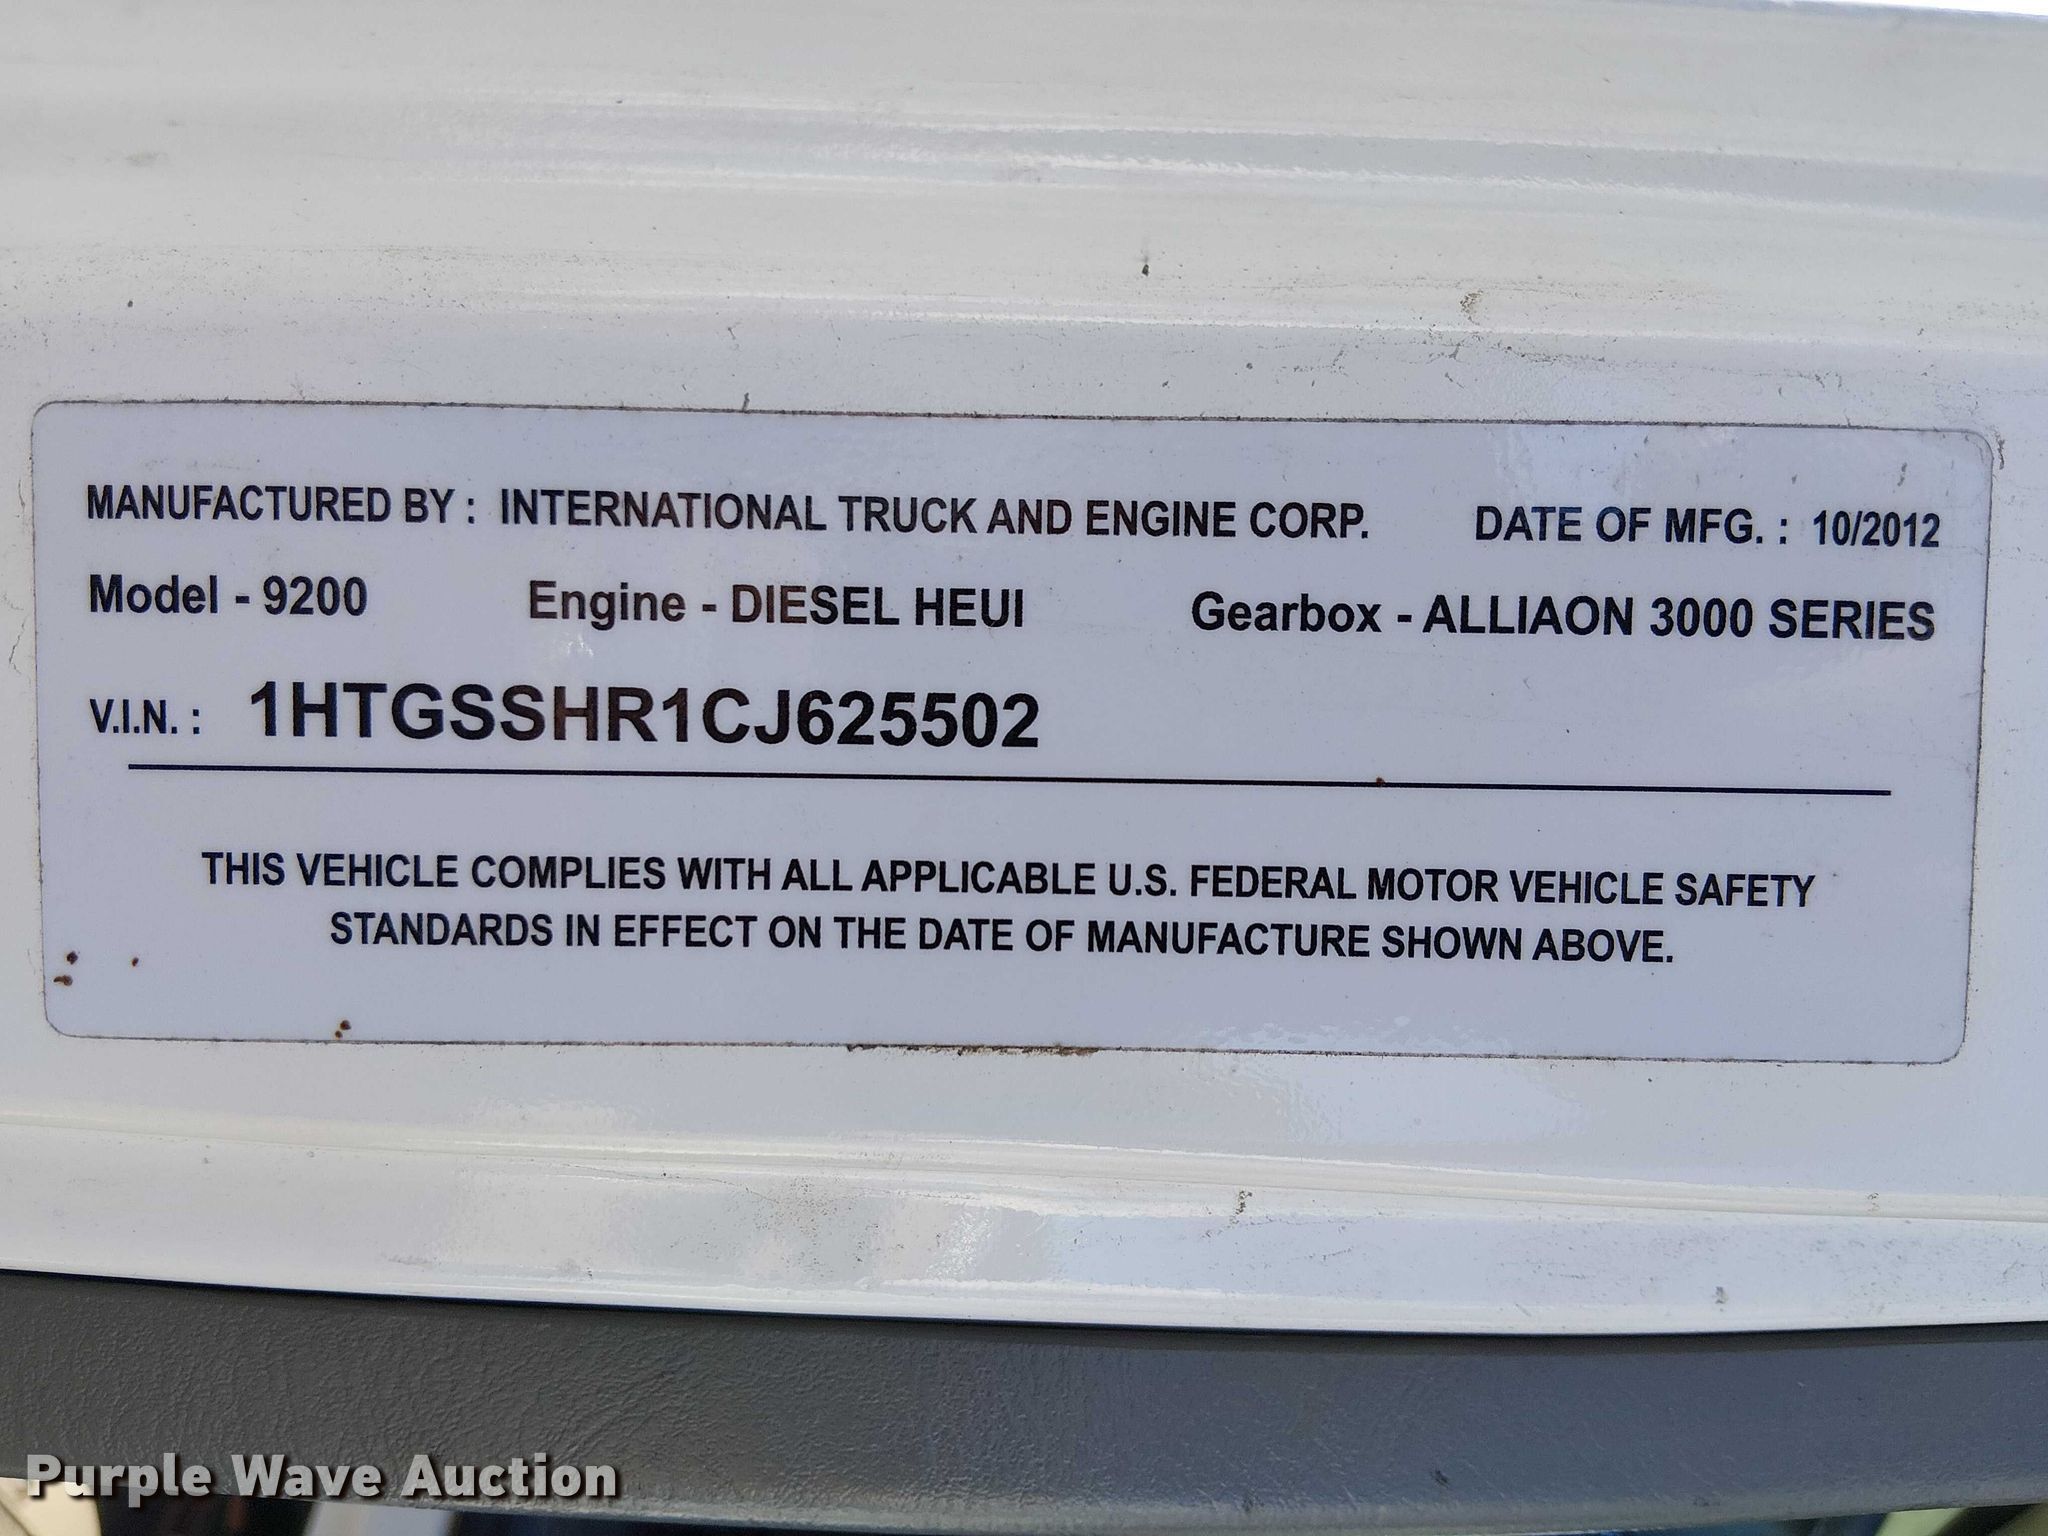 MANUFACTURED BY : INTERNATIONAL TRUCK AND ENGINE CORP. DATE OF MFG. : 10/2012
Model - 9200 Engine - DIESEL HEUI Gearbox - ALLIAON 3000 SERIES
V.I.N. : 1HTGSSHR1CJ625502
THIS VEHICLE COMPLIES WITH ALL APPLICABLE U.S. FEDERAL MOTOR VEHICLE SAFETY
STANDARDS IN EFFECT ON THE DATE OF MANUFACTURE SHOWN ABOVE.
Purple Wave Auction